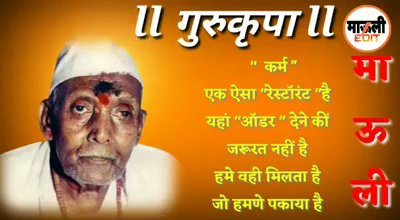 ll गुरुकृपा ll
माऊली
EDIT
" कर्म "
एक ऐसा "रेस्टॉरंट "है
यहां "ऑडर " देने कीं
जरूरत नहीं है
हमे वही मिलता है
जो हमणे पकाया है
मा
ऊ
ली